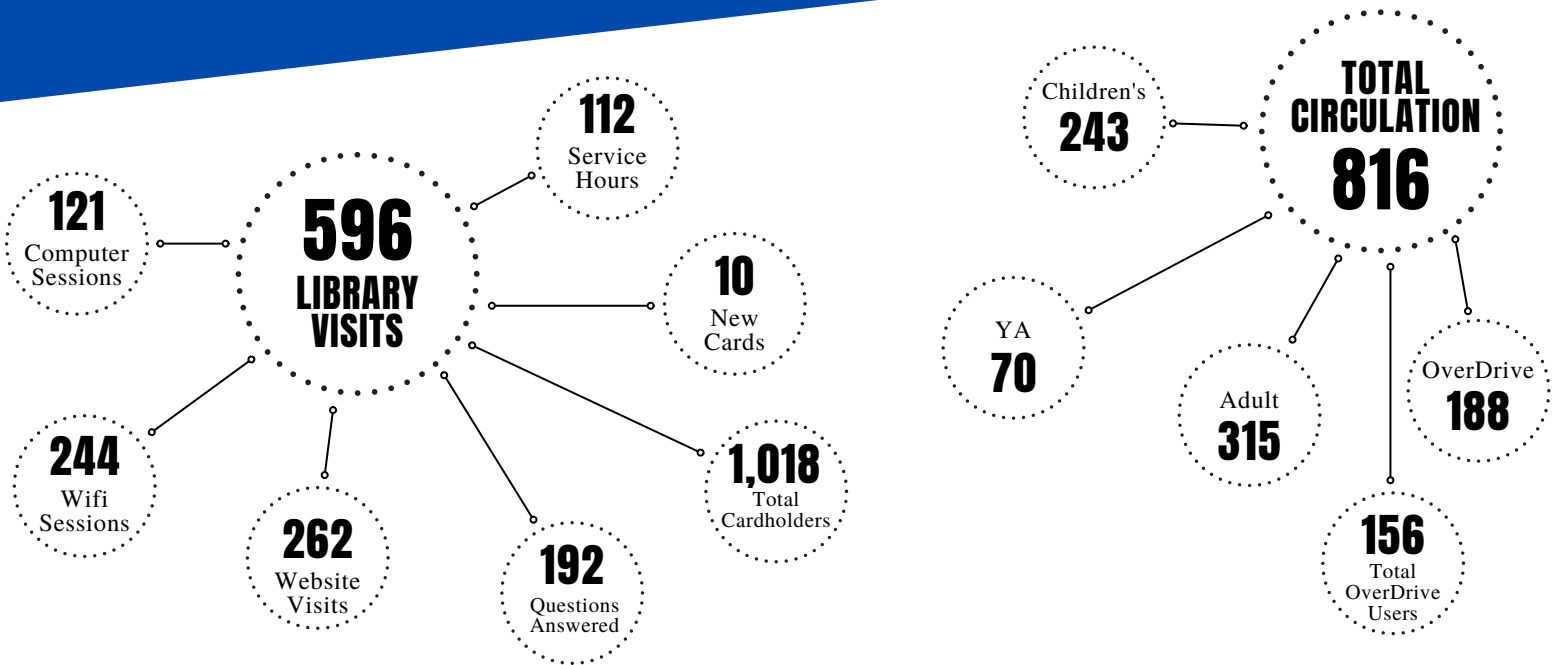 596
LIBRARY
VISITS
121
Computer
Sessions
112
Service
Hours
10
New
Cards
1,018
Total
Cardholders
192
Questions
Answered
262
Website
Visits
244
Wifi
Sessions
TOTAL
CIRCULATION
816
Children's
243
YA
70
Adult
315
OverDrive
188
156
Total
OverDrive
Users